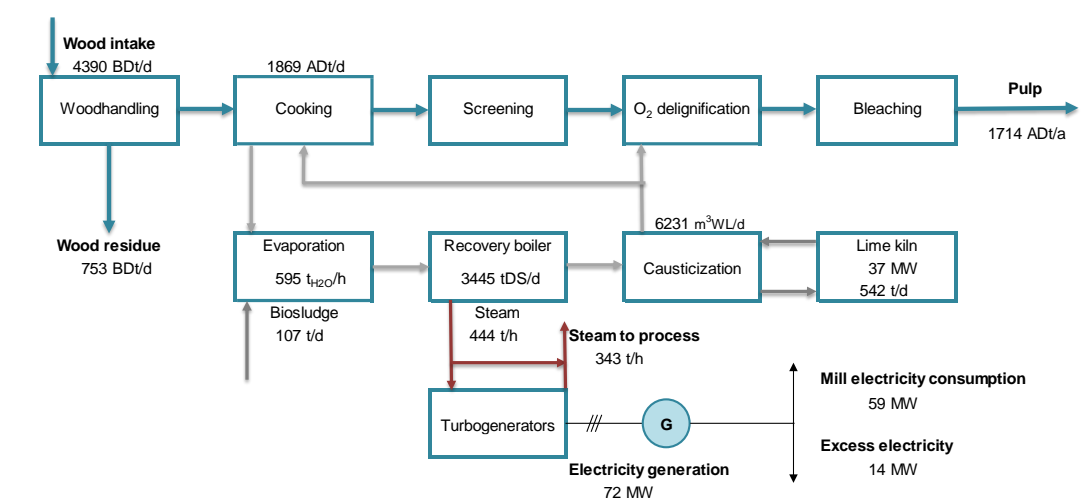 Wood intake
4390 BDt/d
1869 ADt/d
Woodhandling
Cooking
Screening
O2 delignification
Bleaching
Pulp
1714 ADt/a
Wood residue
753 BDt/d
6231 m³WL/d
Evaporation
595 tH2O/h
Recovery boiler
3445 tDS/d
Causticization
Lime kiln
37 MW
542 t/d
Biosludge
107 t/d
Steam
444 t/h
Steam to process
343 t/h
Turbogenerators
G
Mill electricity consumption
59 MW
Excess electricity
14 MW
Electricity generation
72 MW